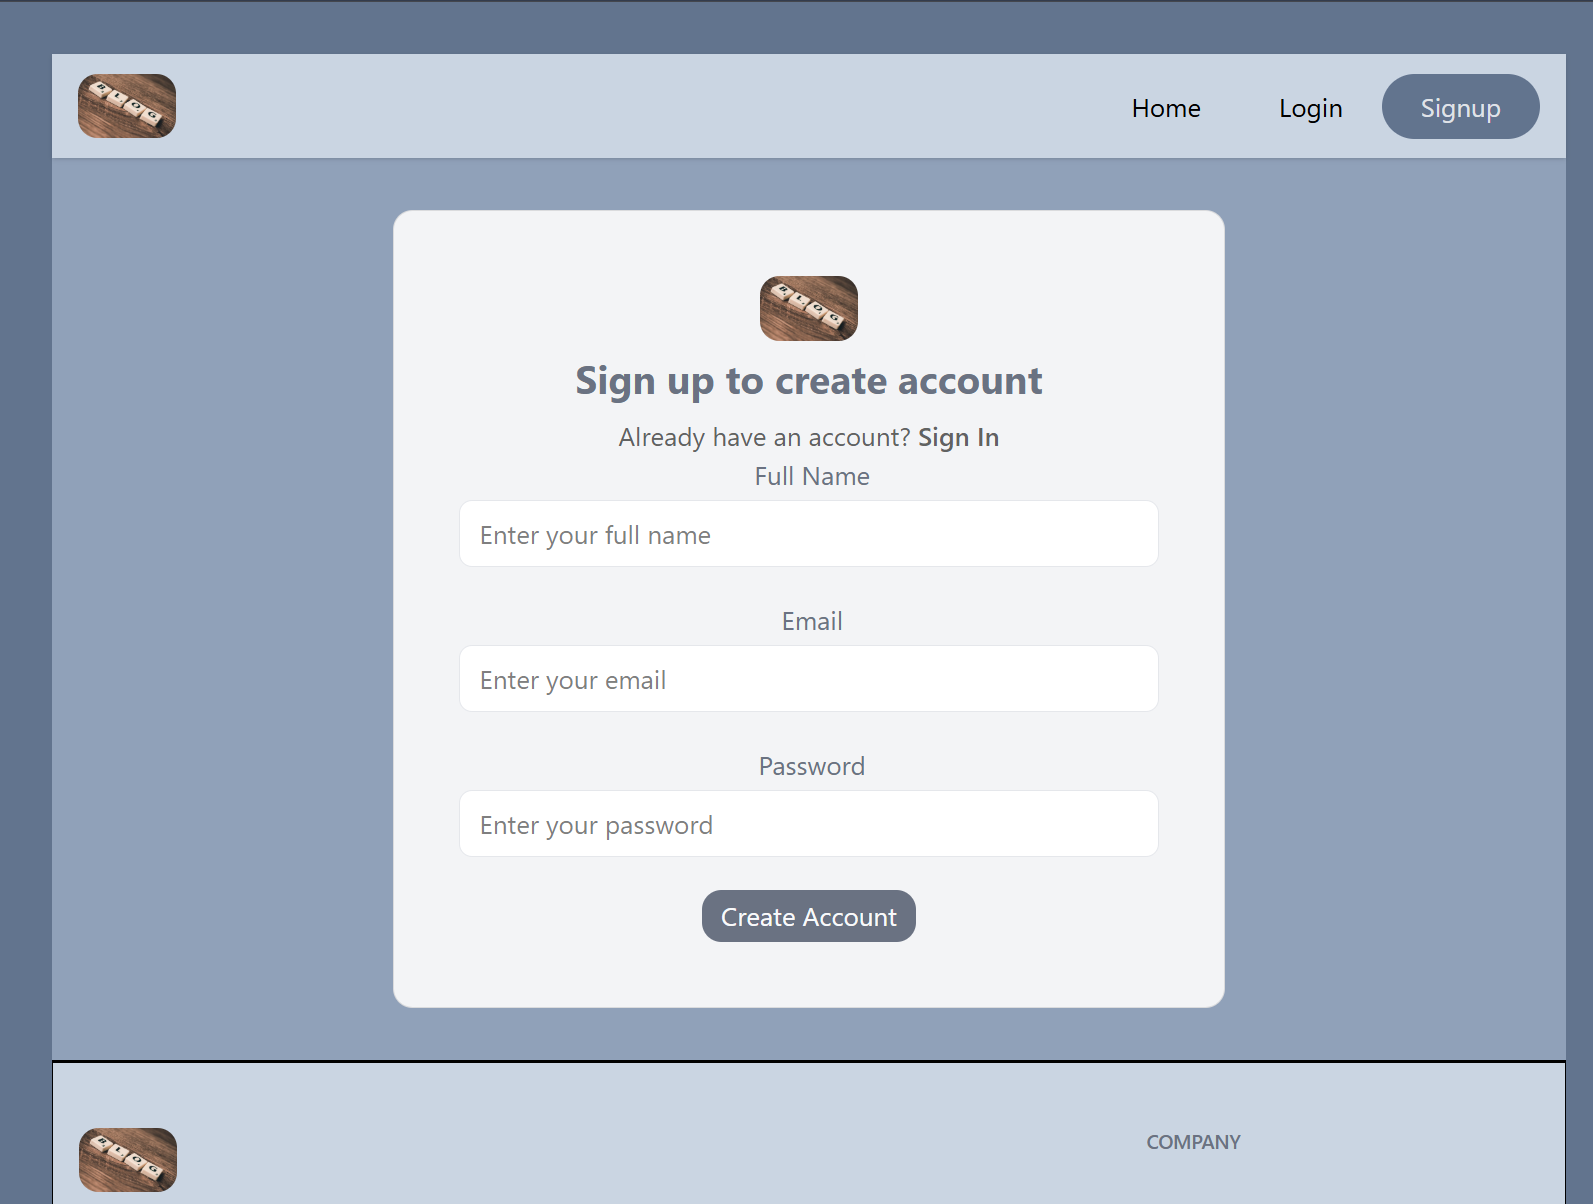 BLOG
Home
Login
Signup
BLOG
Sign up to create account
Already have an account? Sign In
Full Name
Enter your full name
Email
Enter your email
Password
Enter your password
Create Account
BLOG
COMPANY